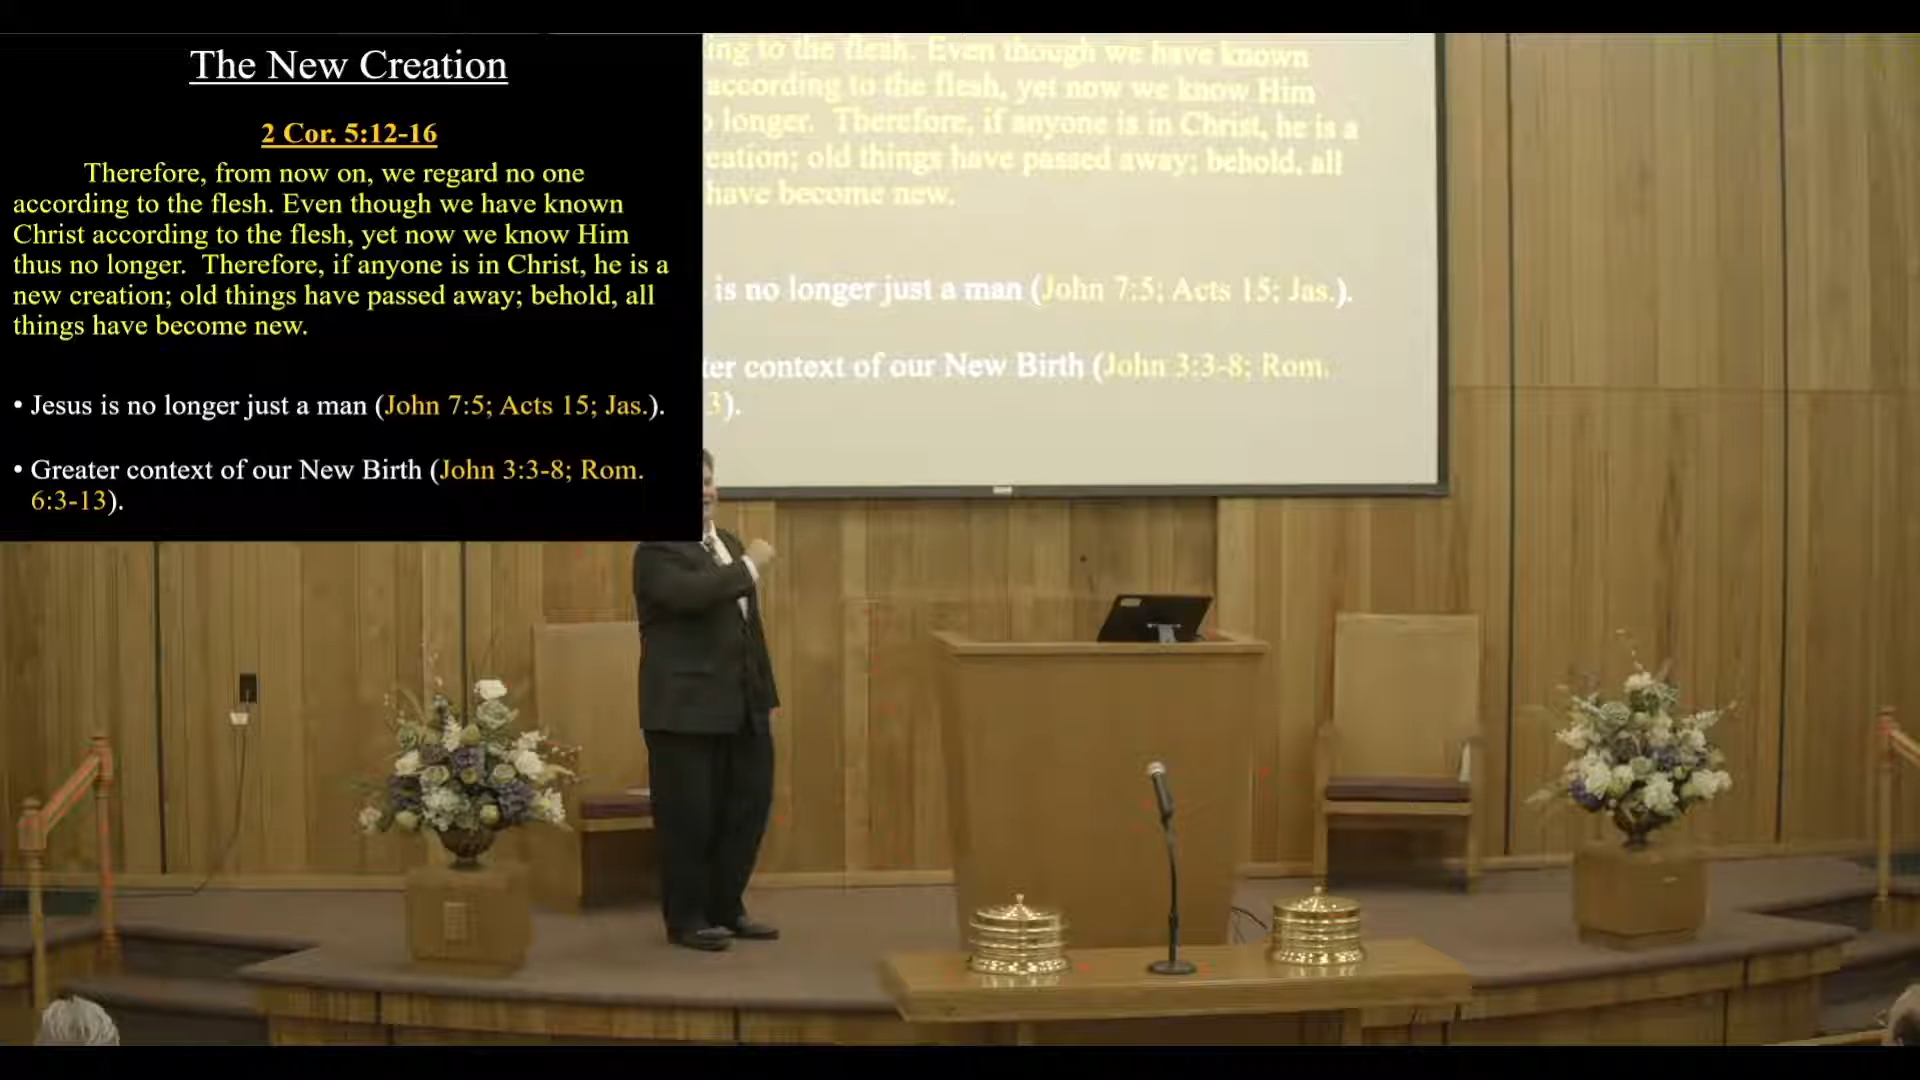 The New Creation
2 Cor. 5:12-16
Therefore, from now on, we regard no one
according to the flesh. Even though we have known
Christ according to the flesh, yet now we know Him
thus no longer.  Therefore, if anyone is in Christ, he is a
new creation; old things have passed away; behold, all
things have become new.
• Jesus is no longer just a man (John 7:5; Acts 15; Jas.).
• Greater context of our New Birth (John 3:3-8; Rom.
6:3-13).
ing to the flesh. Even though we have known
according to the flesh, yet now we know Him
longer.  Therefore, if anyone is in Christ, he is a
eation; old things have passed away; behold, all
have become new.
is no longer just a man (John 7:5; Acts 15; Jas.).
ter context of our New Birth (John 3:3-8; Rom.
3).